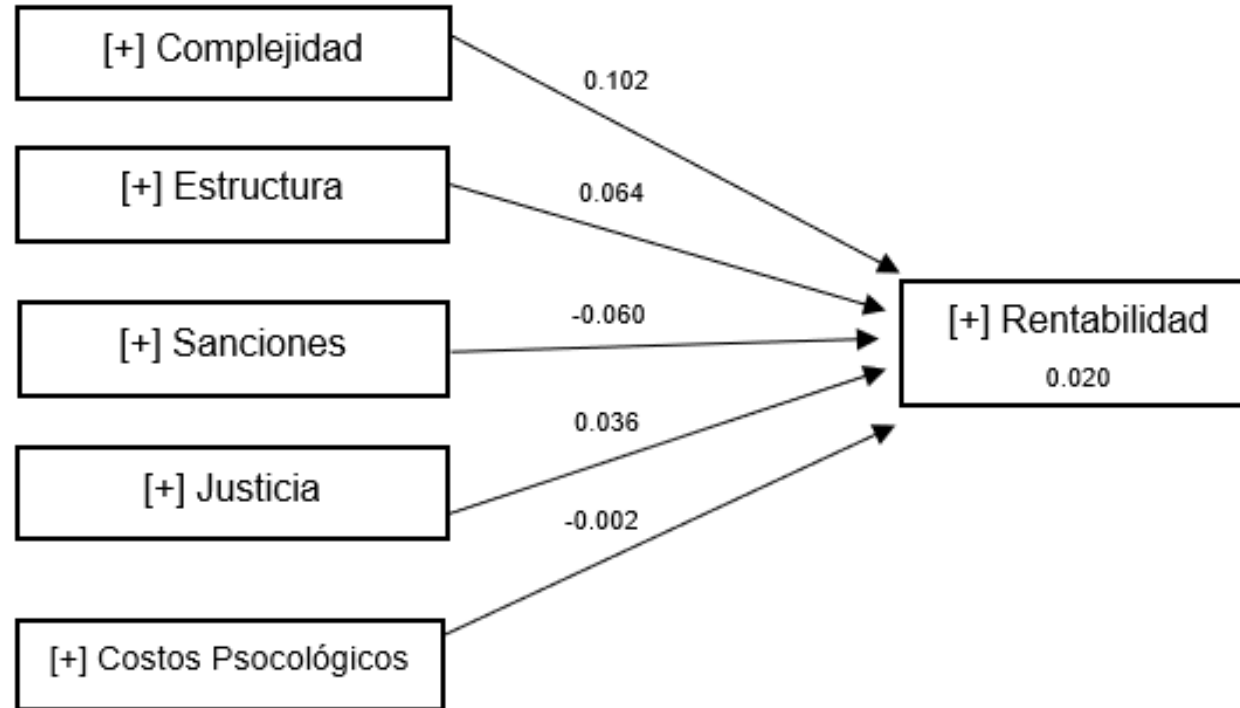 [+] Complejidad
0.102
[+] Estructura
0.064
[+] Sanciones
-0.060
[+] Rentabilidad
0.020
[+] Justicia
0.036
-0.002
[+] Costos Psocológicos